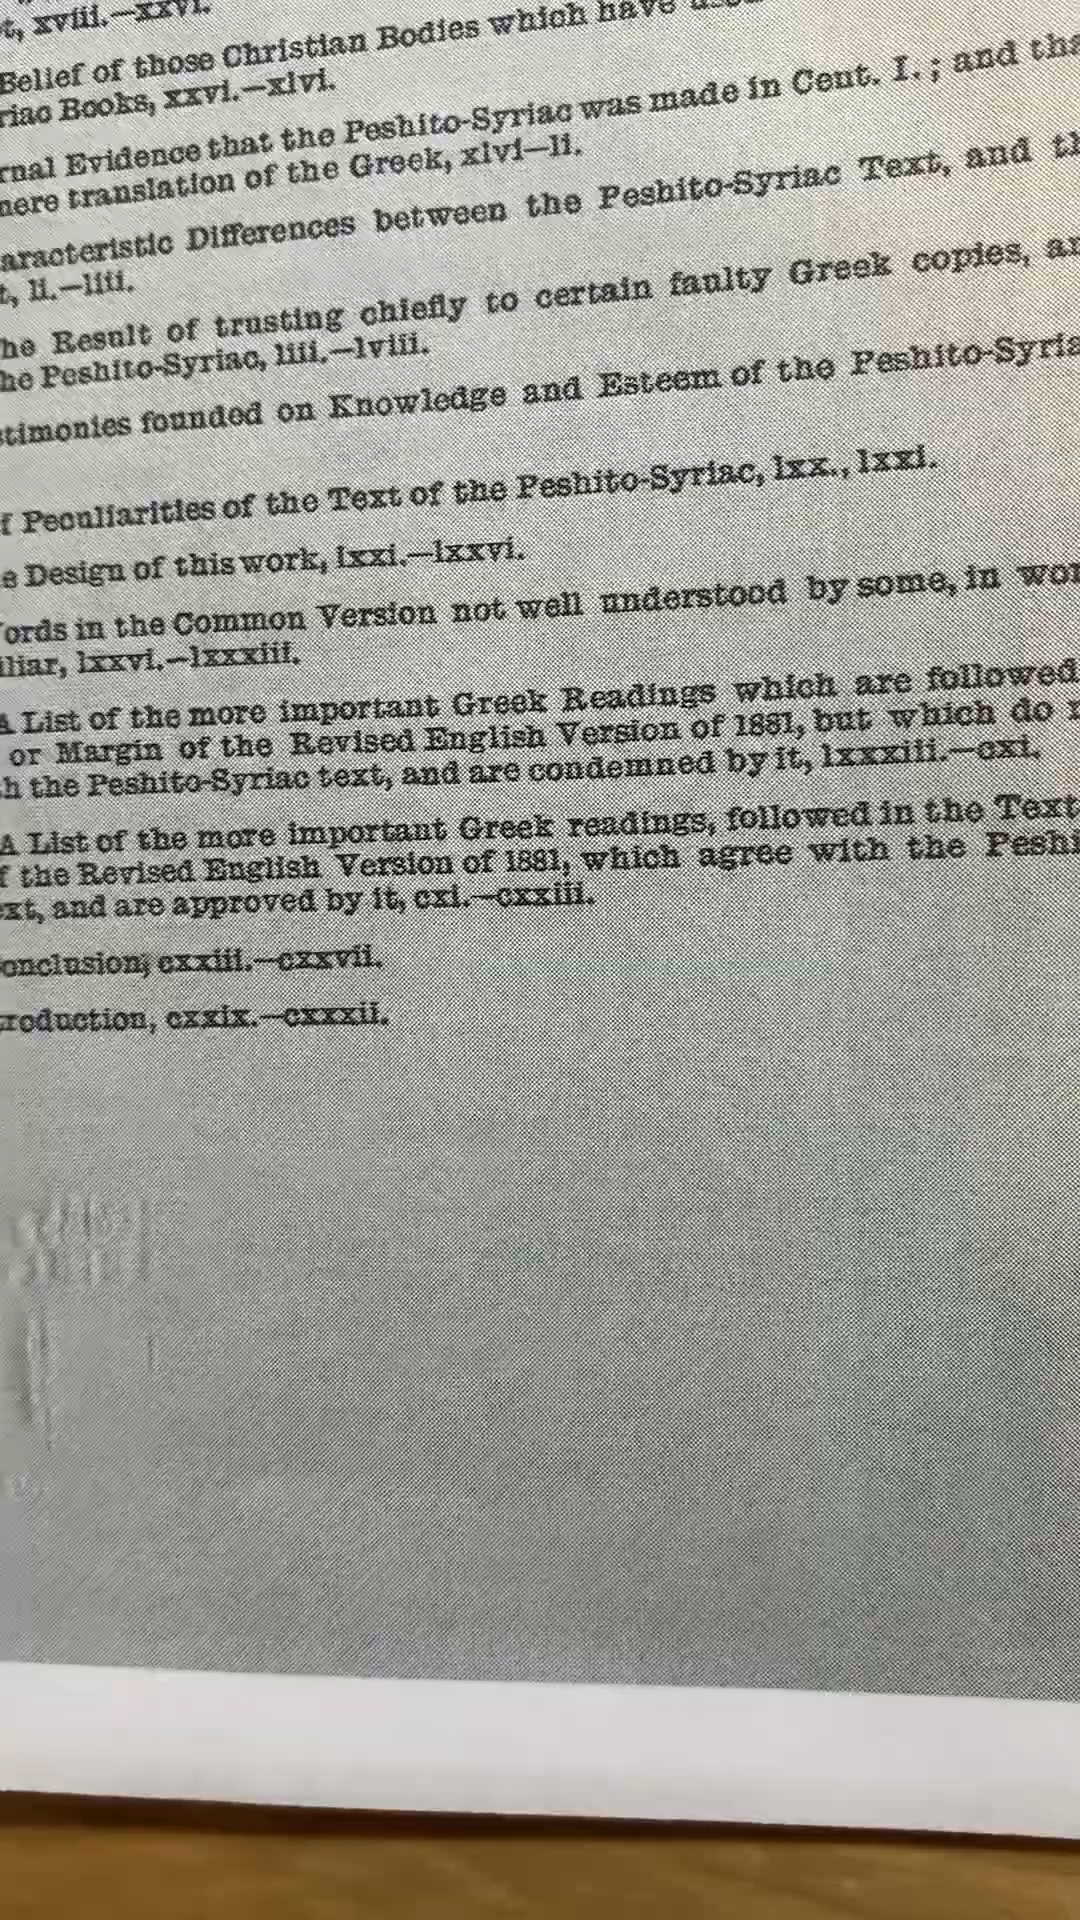 t, xviii.—xxvi.
Belief of those Christian Bodies which have
riac Books, xxvi.—xlvi.
rnal Evidence that the Peshito-Syriac was made in Cent. I.; and tha
mere translation of the Greek, xlvi—li.
aracteristic Differences between the Peshito-Syriac Text, and th
t, li.—liii.
he Result of trusting chiefly to certain faulty Greek copies, an
he Peshito-Syriac, liii.—lviii.
stimonies founded on Knowledge and Esteem of the Peshito-Syria
f Peculiarities of the Text of the Peshito-Syriac, lxx., lxxi.
e Design of this work, lxxi.—lxxvi.
ords in the Common Version not well understood by some, in wor
iliar, lxxvi.—lxxxiii.
A List of the more important Greek Readings which are followed
or Margin of the Revised English Version of 1881, but which do
h the Peshito-Syriac text, and are condemned by it, lxxxiii.—cxi.
A List of the more important Greek readings, followed in the Text
f the Revised English Version of 1881, which agree with the Peshi
ext, and are approved by it, cxi.—cxxiii.
onclusion, cxxiii.—cxxvii.
roduction, cxxix.—cxxxii.